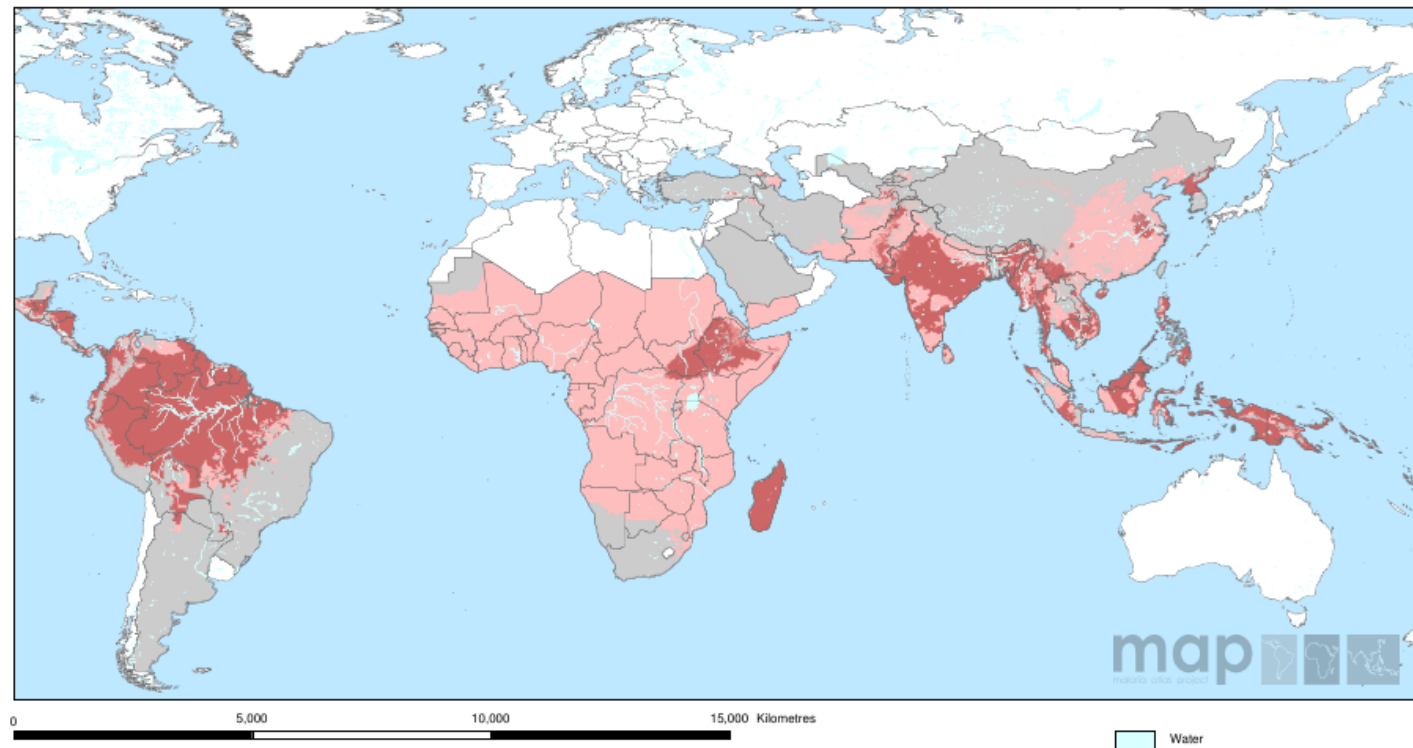 map
malaria atlas project
0 5,000 10,000 15,000 Kilometres
Water